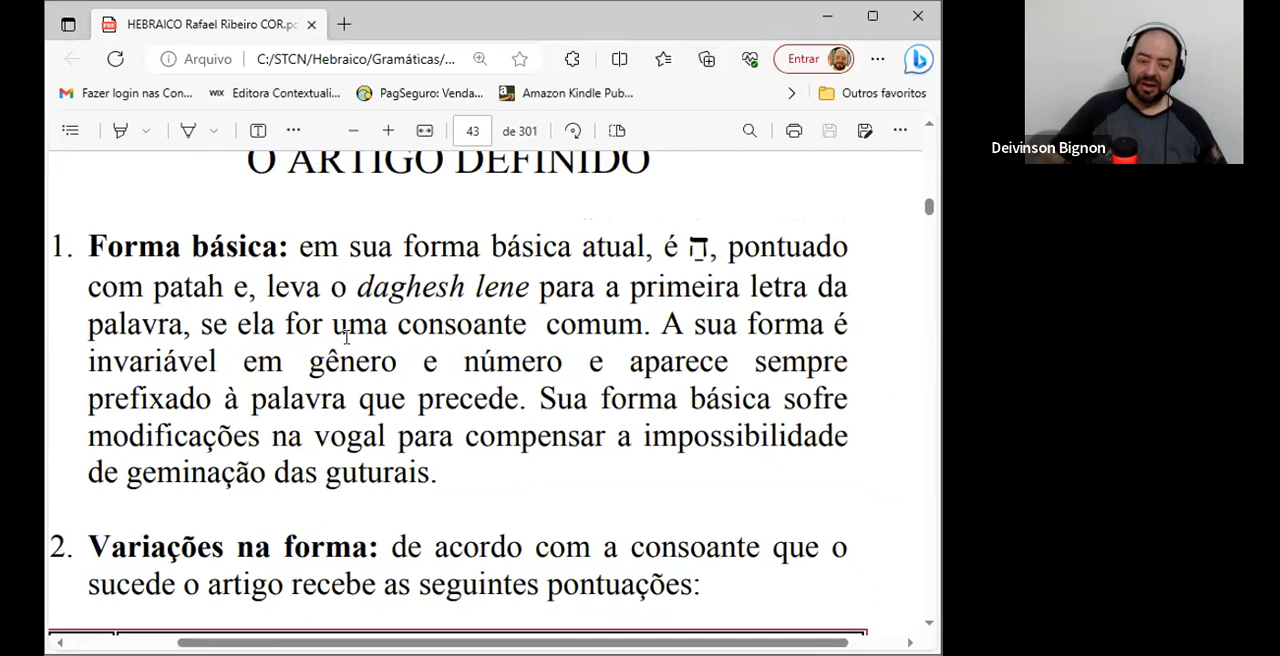 HEBRAICO Rafael Ribeiro COR.pc
Arquivo
C:/STCN/Hebraico/Gramáticas/...
Entrar
Fazer login nas Con...
WIX Editora Contextuali...
PagSeguro: Venda...
Amazon Kindle Pub...
Outros favoritos
43 de 301
O ARTIGO DEFINIDO
1. Forma básica: em sua forma básica atual, é הַ, pontuado
com patah e, leva o daghesh lene para a primeira letra da
palavra, se ela for uma consoante comum. A sua forma é
invariável em gênero e número e aparece sempre
prefixado à palavra que precede. Sua forma básica sofre
modificações na vogal para compensar a impossibilidade
de geminação das guturais.
2. Variações na forma: de acordo com a consoante que o
sucede o artigo recebe as seguintes pontuações:
Deivinson Bignon